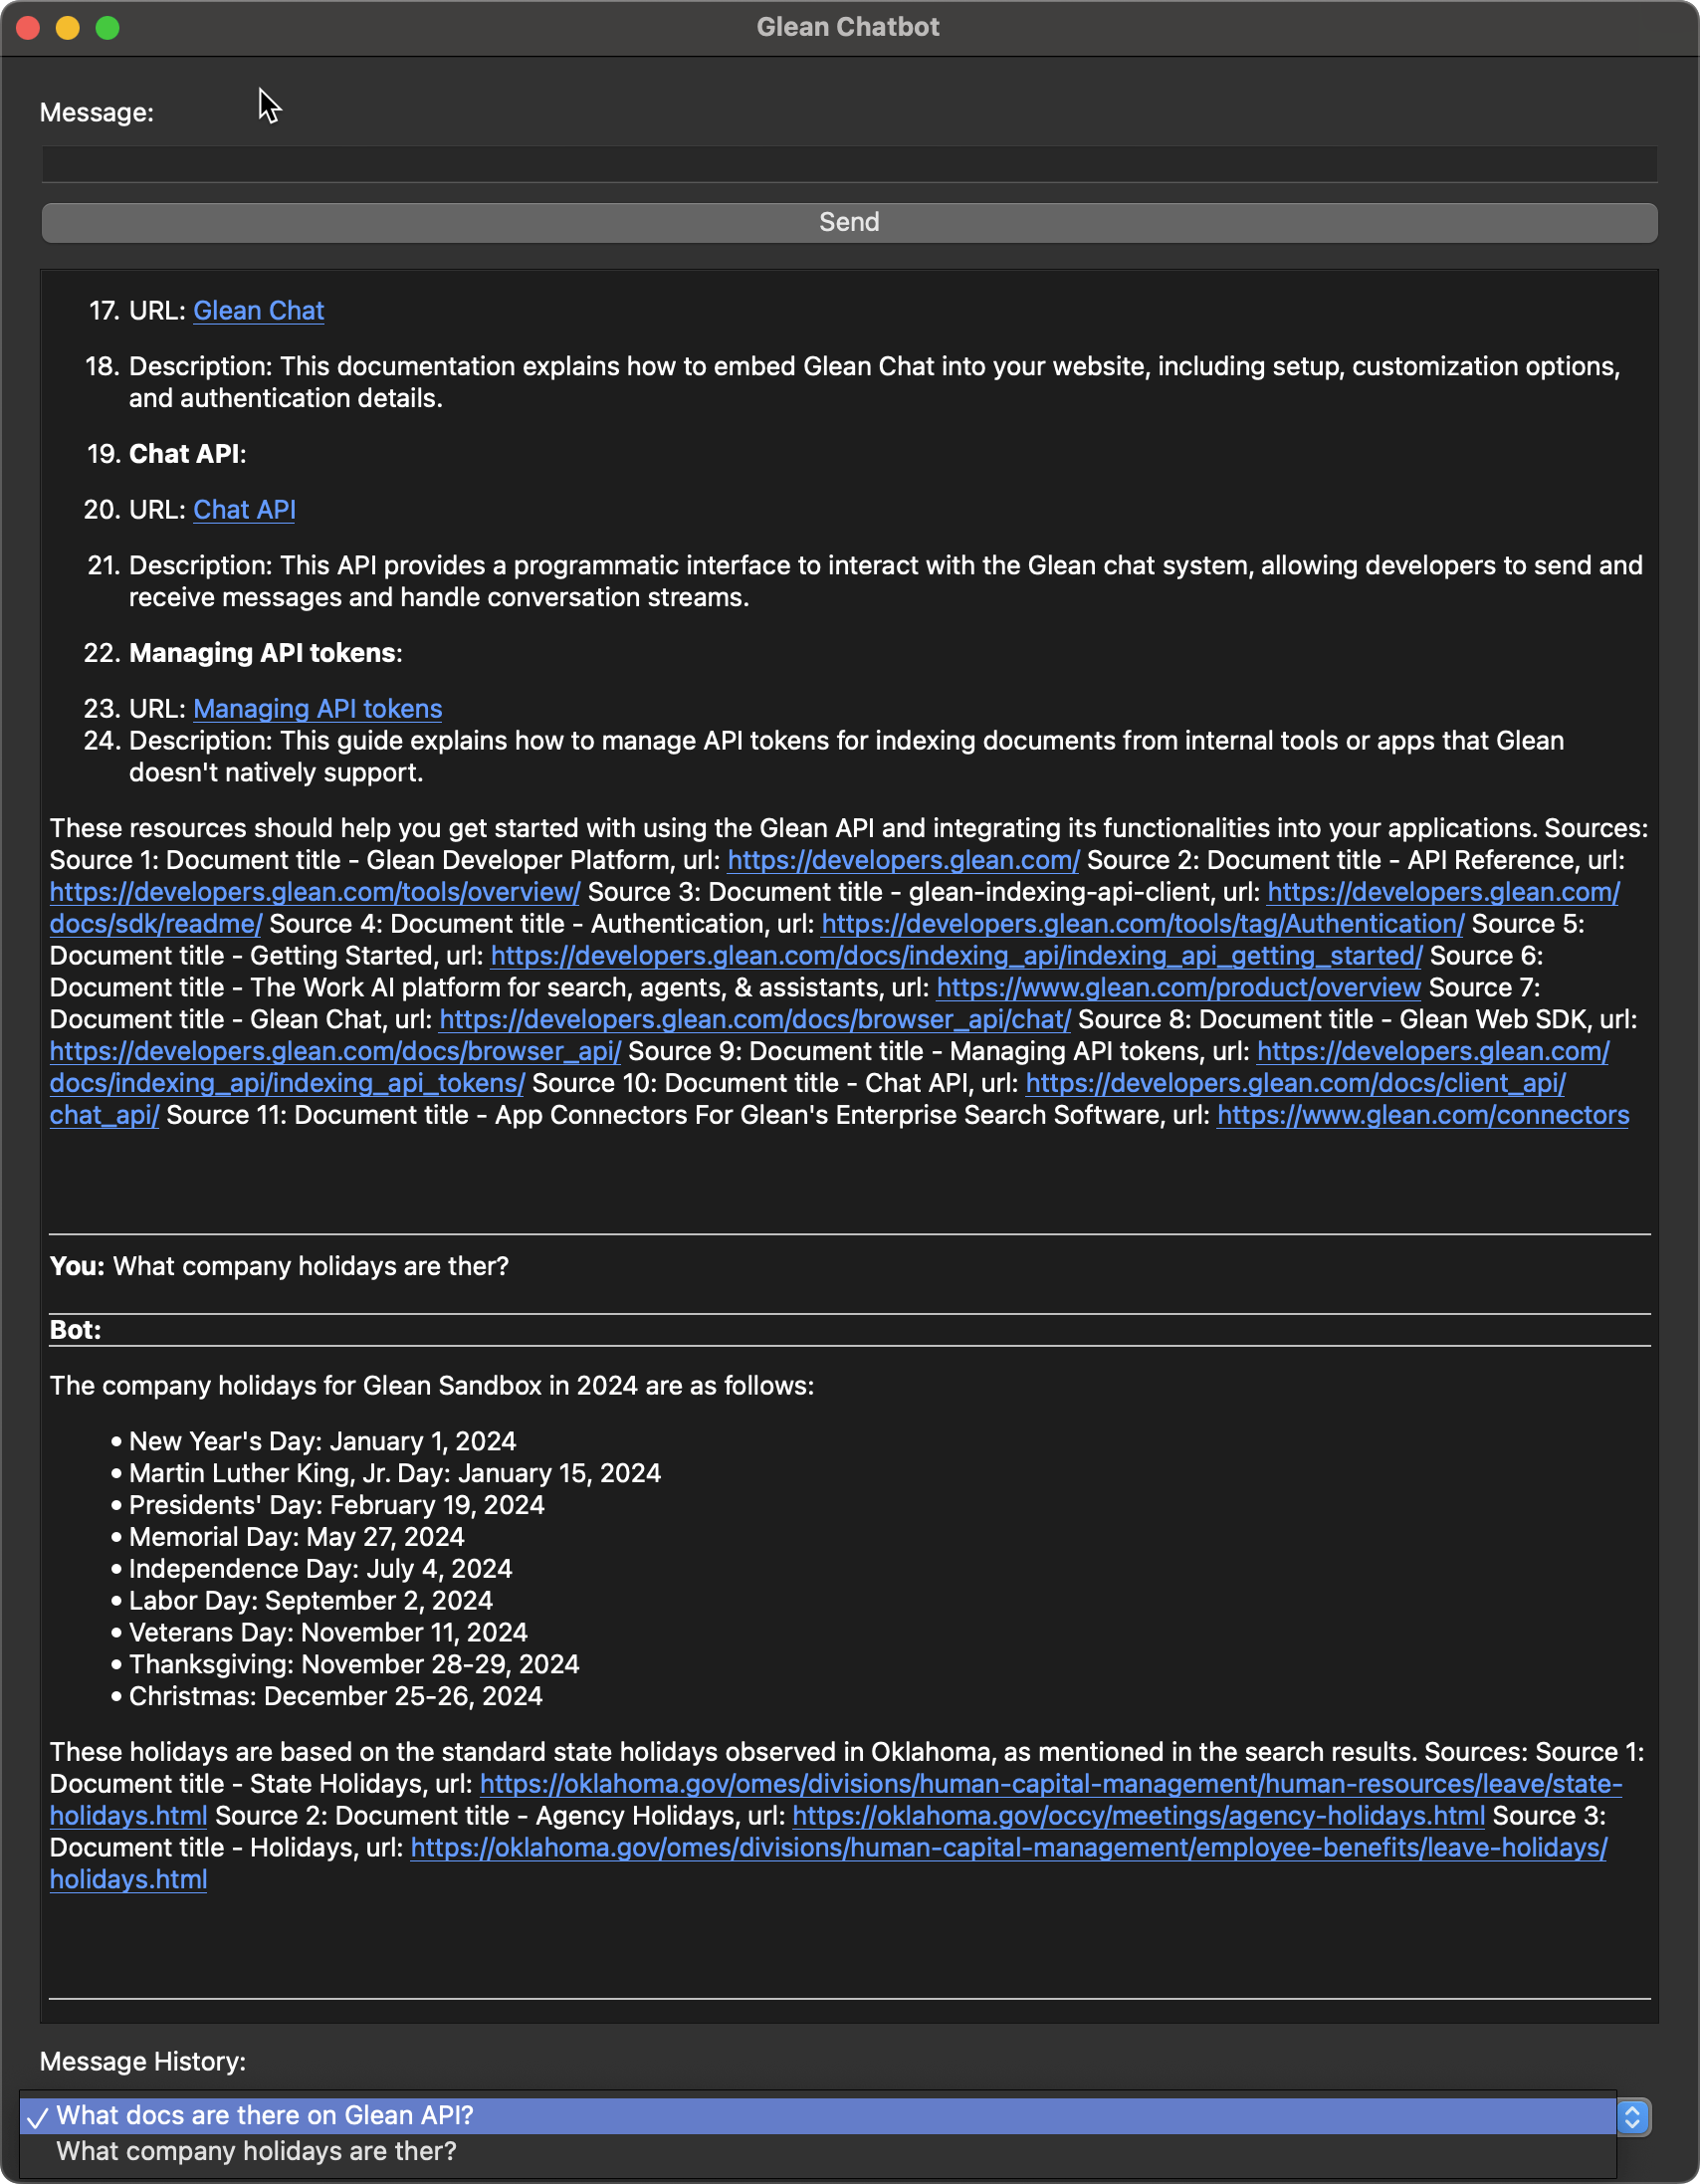 Glean Chatbot
Message:
Send
17. URL: Glean Chat
18. Description: This documentation explains how to embed Glean Chat into your website, including setup, customization options,
and authentication details.
19. Chat API:
20. URL: Chat API
21. Description: This API provides a programmatic interface to interact with the Glean chat system, allowing developers to send and
receive messages and handle conversation streams.
22. Managing API tokens:
23. URL: Managing API tokens
24. Description: This guide explains how to manage API tokens for indexing documents from internal tools or apps that Glean
doesn't natively support.
These resources should help you get started with using the Glean API and integrating its functionalities into your applications. Sources:
Source 1: Document title - Glean Developer Platform, url: https://developers.glean.com/ Source 2: Document title - API Reference, url:
https://developers.glean.com/tools/overview/ Source 3: Document title - glean-indexing-api-client, url: https://developers.glean.com/
docs/sdk/readme/ Source 4: Document title - Authentication, url: https://developers.glean.com/tools/tag/Authentication/ Source 5:
Document title - Getting Started, url: https://developers.glean.com/docs/indexing_api/indexing_api_getting_started/ Source 6:
Document title - The Work AI platform for search, agents, & assistants, url: https://www.glean.com/product/overview Source 7:
Document title - Glean Chat, url: https://developers.glean.com/docs/browser_api/chat/ Source 8: Document title - Glean Web SDK, url:
https://developers.glean.com/docs/browser_api/ Source 9: Document title - Managing API tokens, url: https://developers.glean.com/
docs/indexing_api/indexing_api_tokens/ Source 10: Document title - Chat API, url: https://developers.glean.com/docs/client_api/
chat_api/ Source 11: Document title - App Connectors For Glean's Enterprise Search Software, url: https://www.glean.com/connectors
You: What company holidays are ther?
Bot:
The company holidays for Glean Sandbox in 2024 are as follows:
• New Year's Day: January 1, 2024
• Martin Luther King, Jr. Day: January 15, 2024
• Presidents' Day: February 19, 2024
• Memorial Day: May 27, 2024
• Independence Day: July 4, 2024
• Labor Day: September 2, 2024
• Veterans Day: November 11, 2024
• Thanksgiving: November 28-29, 2024
• Christmas: December 25-26, 2024
These holidays are based on the standard state holidays observed in Oklahoma, as mentioned in the search results. Sources: Source 1:
Document title - State Holidays, url: https://oklahoma.gov/omes/divisions/human-capital-management/human-resources/leave/state-
holidays.html Source 2: Document title - Agency Holidays, url: https://oklahoma.gov/occy/meetings/agency-holidays.html Source 3:
Document title - Holidays, url: https://oklahoma.gov/omes/divisions/human-capital-management/employee-benefits/leave-holidays/
holidays.html
Message History:
✓ What docs are there on Glean API?
What company holidays are ther?